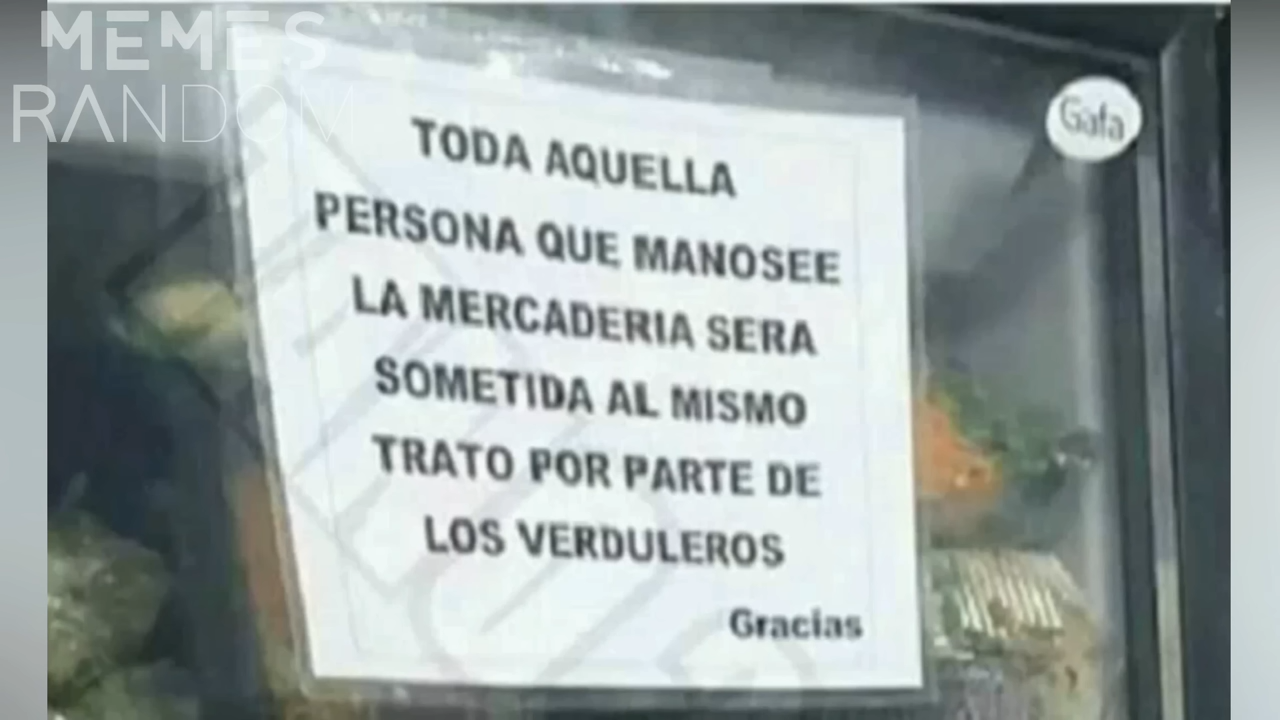 MEMES
RANDOM
Gafa
TODA AQUELLA
PERSONA QUE MANOSEE
LA MERCADERIA SERA
SOMETIDA AL MISMO
TRATO POR PARTE DE
LOS VERDULEROS
Gracias